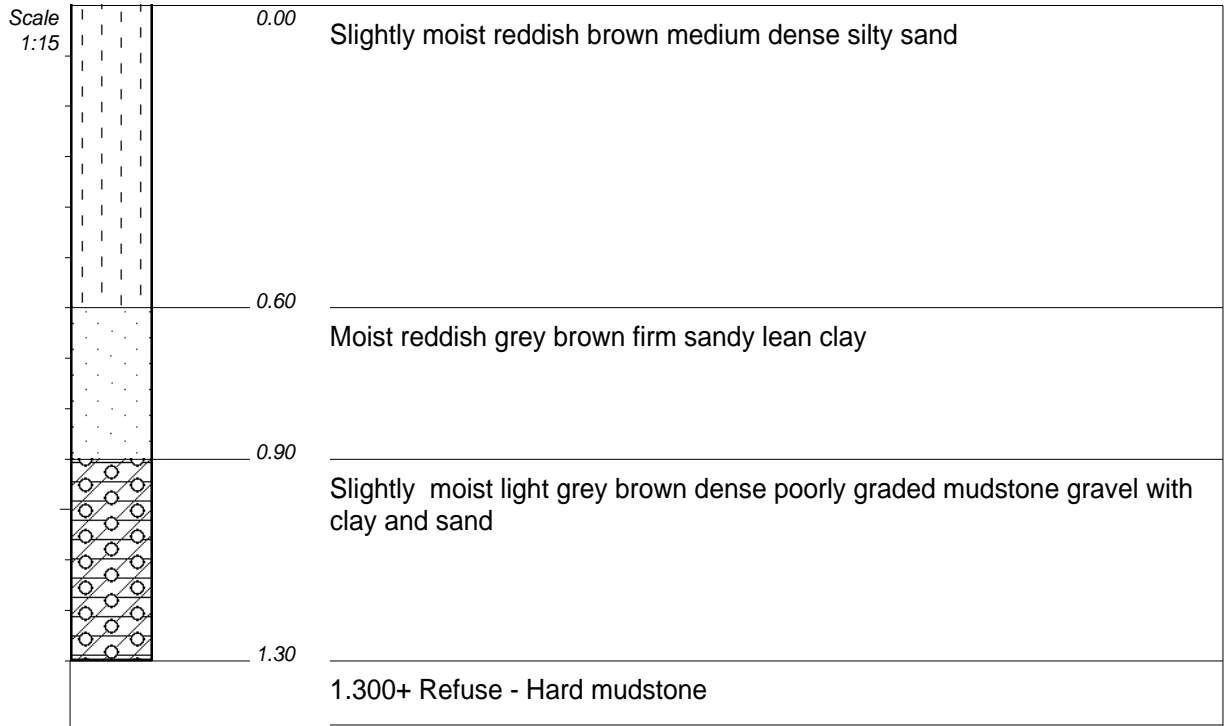 Scale
1:15
0.00
Slightly moist reddish brown medium dense silty sand
0.60
Moist reddish grey brown firm sandy lean clay
0.90
Slightly  moist light grey brown dense poorly graded mudstone gravel with
clay and sand
1.30
1.300+ Refuse - Hard mudstone